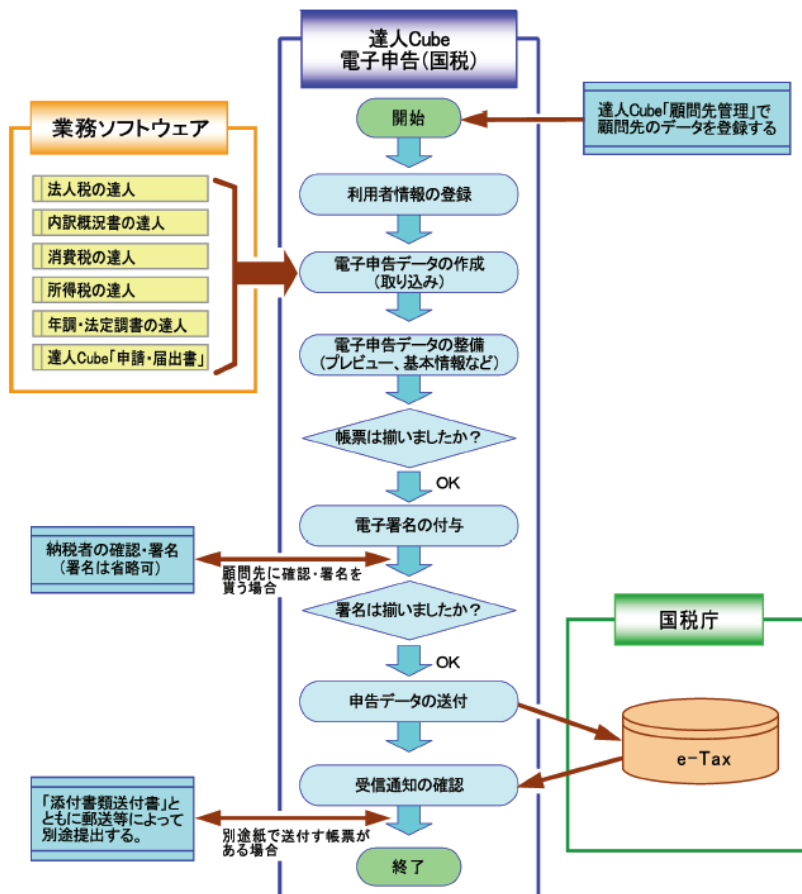 達人Cube
電子申告(国税)
開始
達人Cube「顧問先管理」で
顧問先のデータを登録する
業務ソフトウェア
法人税の達人
内訳概況書の達人
消費税の達人
所得税の達人
年調・法定調書の達人
達人Cube「申請・届出書」
利用者情報の登録
電子申告データの作成
(取り込み)
電子申告データの整備
(プレビュー、基本情報など)
帳票は揃いましたか？
OK
電子署名の付与
納税者の確認・署名
(署名は省略可)
顧問先に確認・署名を
貰う場合
署名は揃いましたか？
OK
国税庁
申告データの送付
e-Tax
受信通知の確認
「添付書類送付書」と
ともに郵送等によって
別途提出する。
別途紙で送付す帳票が
ある場合
終了